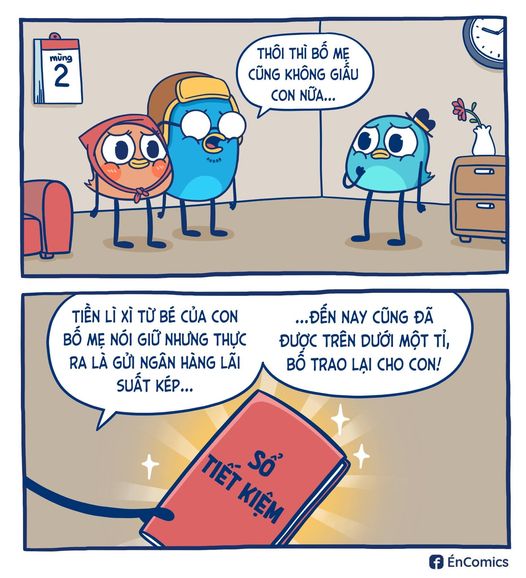 mùng
2
THÔI THÌ BỐ MẸ
CŨNG KHÔNG GIẤU
CON NỮA...
TIỀN LÌ XÌ TỪ BÉ CỦA CON
BỐ MẸ NÓI GIỮ NHƯNG THỰC
RA LÀ GỬI NGÂN HÀNG LÃI
SUẤT KÉP...
...ĐẾN NAY CŨNG ĐÃ
ĐƯỢC TRÊN DƯỚI MỘT TỈ,
BỐ TRAO LẠI CHO CON!
SỔ
TIẾT KIỆM
ÉnComics